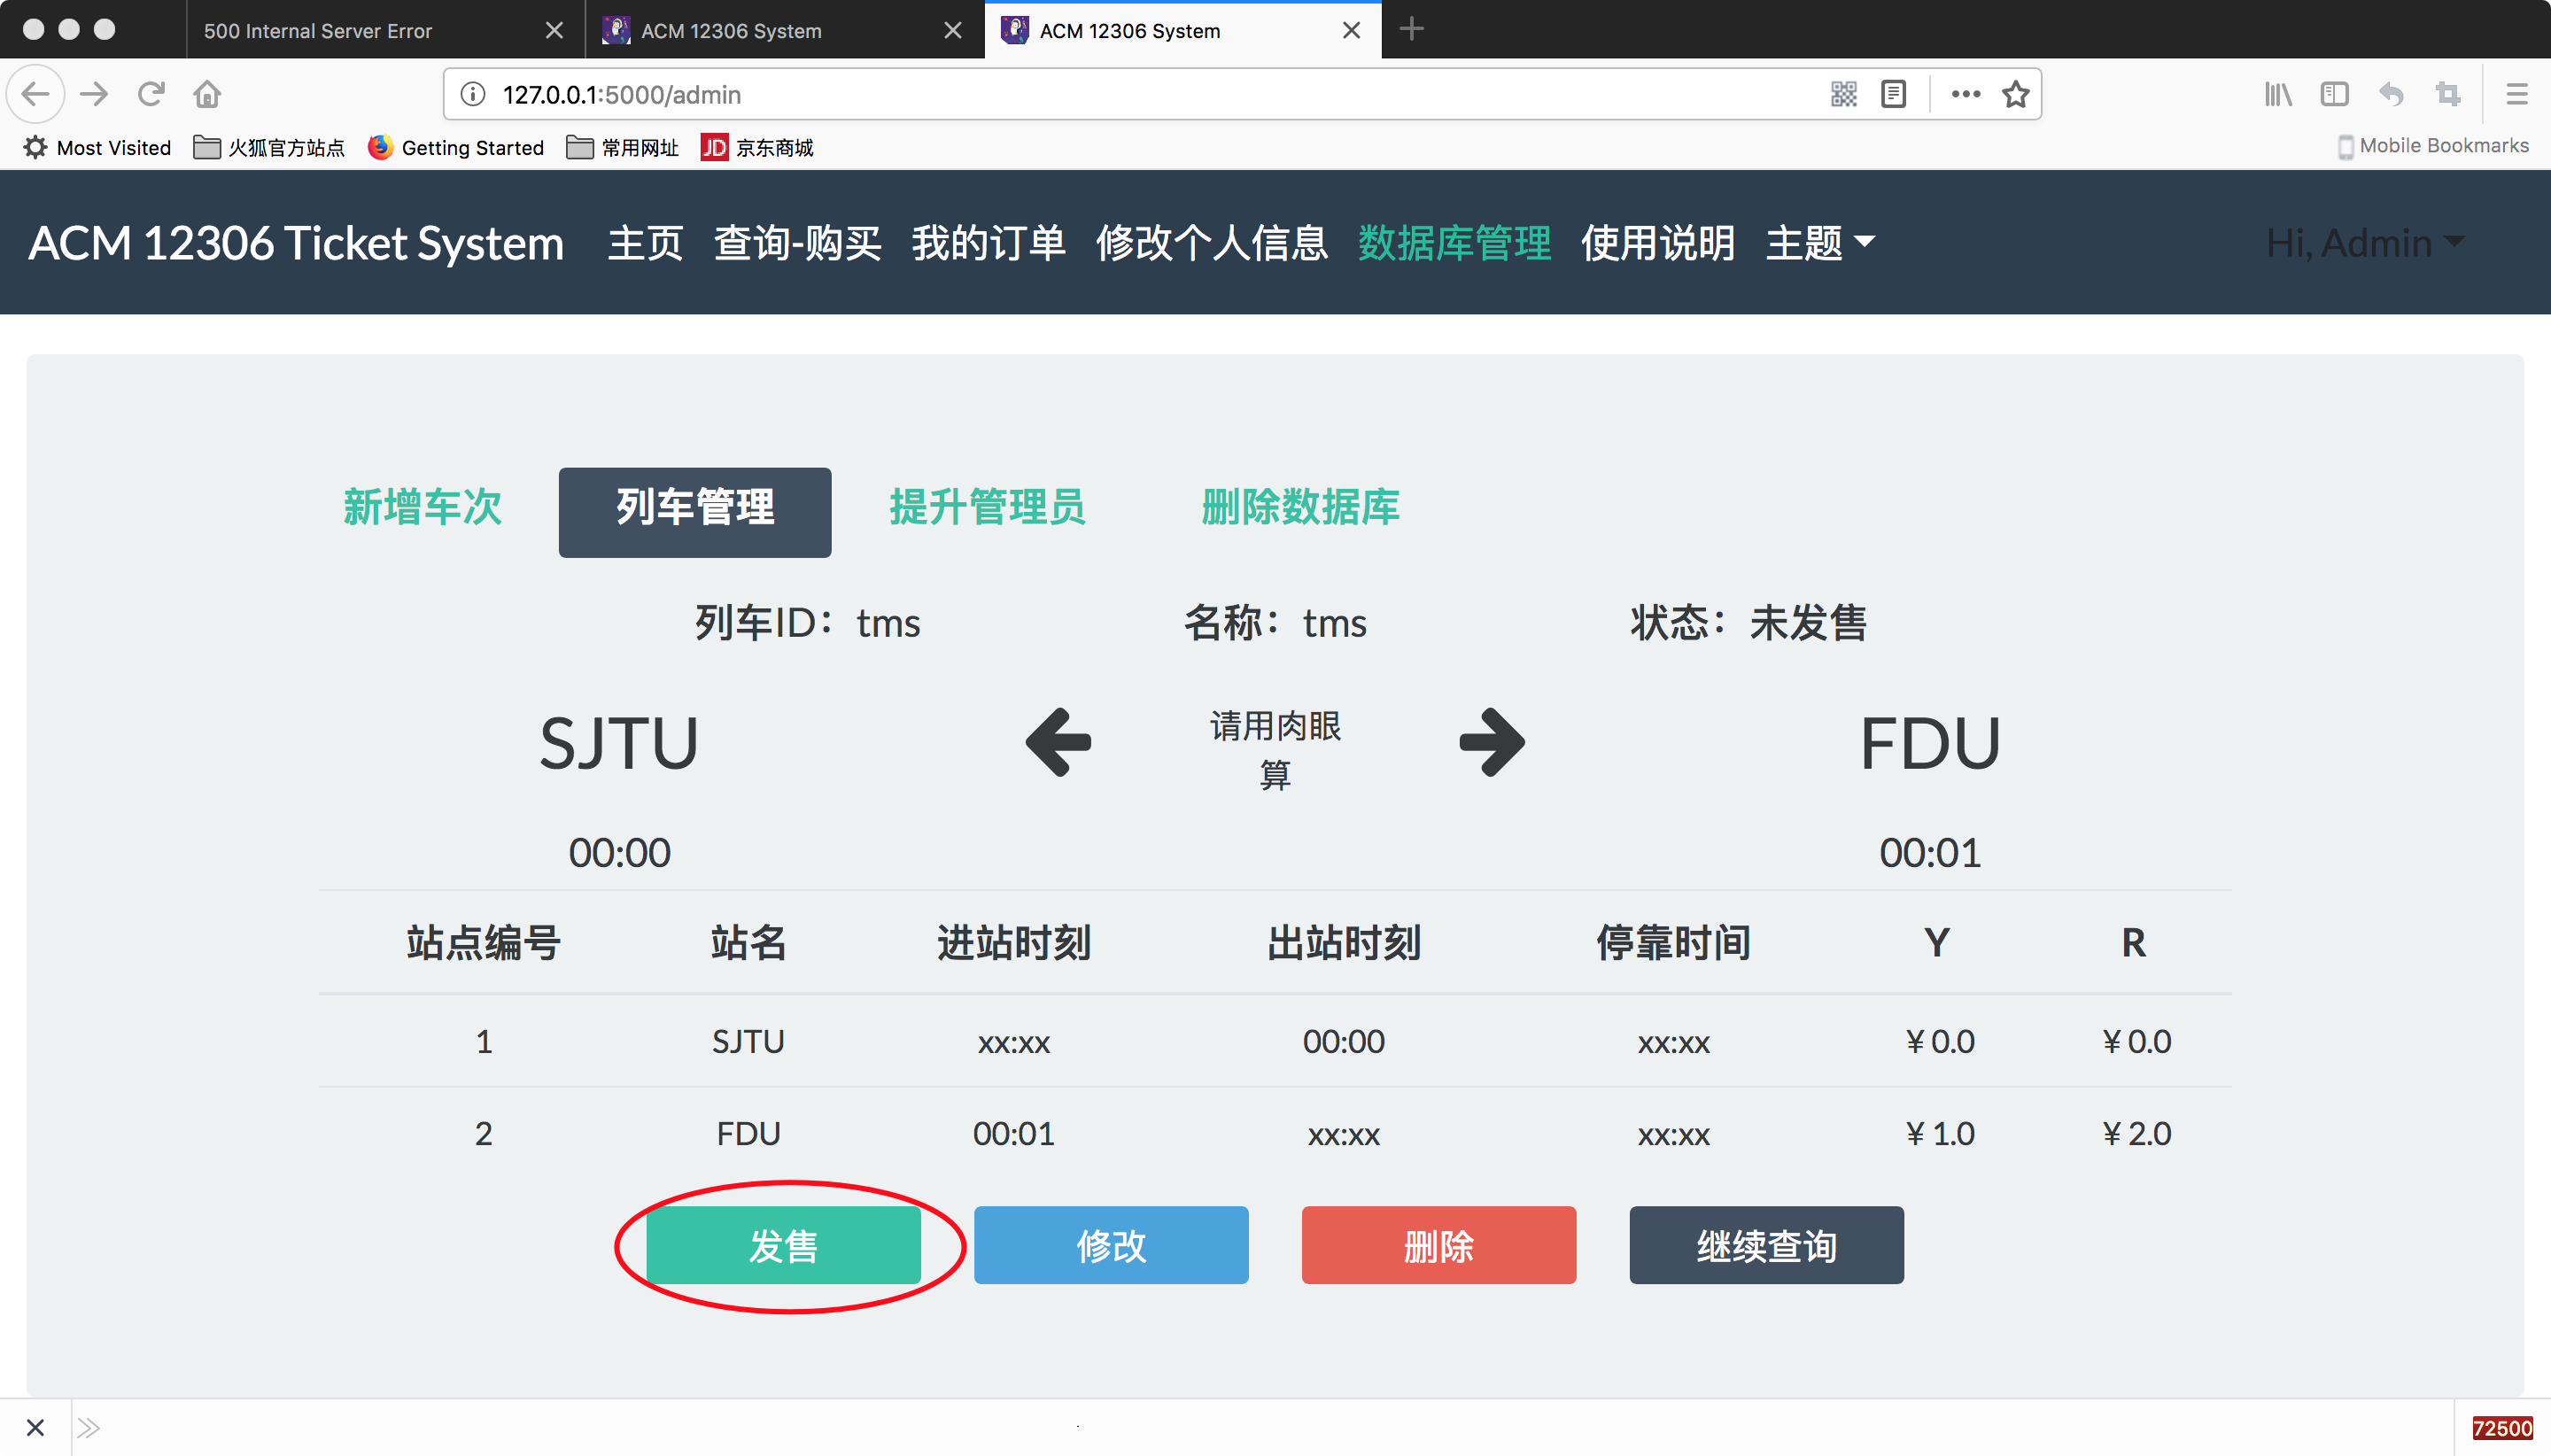 500 Internal Server Error
ACM 12306 System
ACM 12306 System
127.0.0.1:5000/admin
Most Visited 火狐官方站点 Getting Started 常用网址 JD 京东商城 Mobile Bookmarks
ACM 12306 Ticket System 主页 查询-购买 我的订单 修改个人信息 数据库管理 使用说明 主题 Hi, Admin
新增车次 列车管理 提升管理员 删除数据库
列车ID：tms 名称：tms 状态：未发售
SJTU 请用肉眼 FDU
算
00:00 00:01
站点编号 站名 进站时刻 出站时刻 停靠时间 Y R
1 SJTU xx:xx 00:00 xx:xx ¥ 0.0 ¥ 0.0
2 FDU 00:01 xx:xx xx:xx ¥ 1.0 ¥ 2.0
发售 修改 删除 继续查询
72500